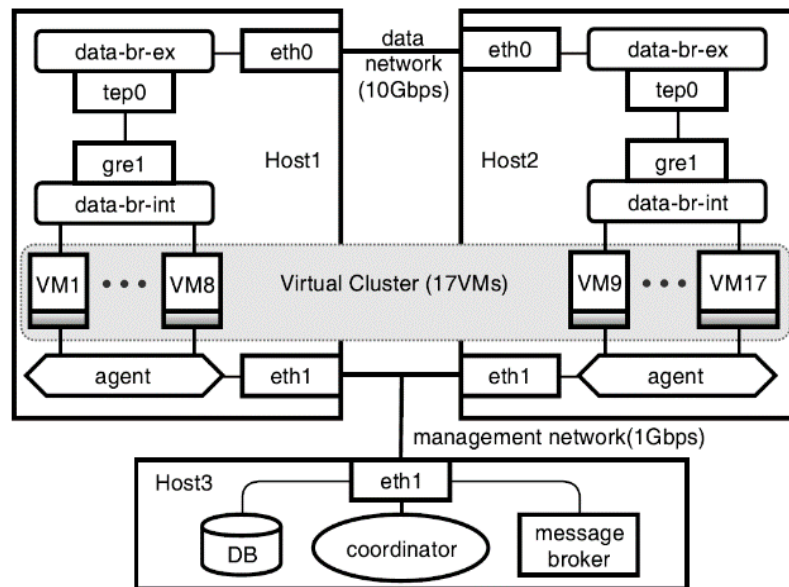 data-br-ex
eth0
data
network
(10Gbps)
eth0
data-br-ex
tep0
tep0
gre1
Host1
Host2
gre1
data-br-int
data-br-int
VM1
VM8
Virtual Cluster (17VMs)
VM9
VM17
agent
eth1
eth1
agent
management network(1Gbps)
Host3
eth1
DB
coordinator
message
broker